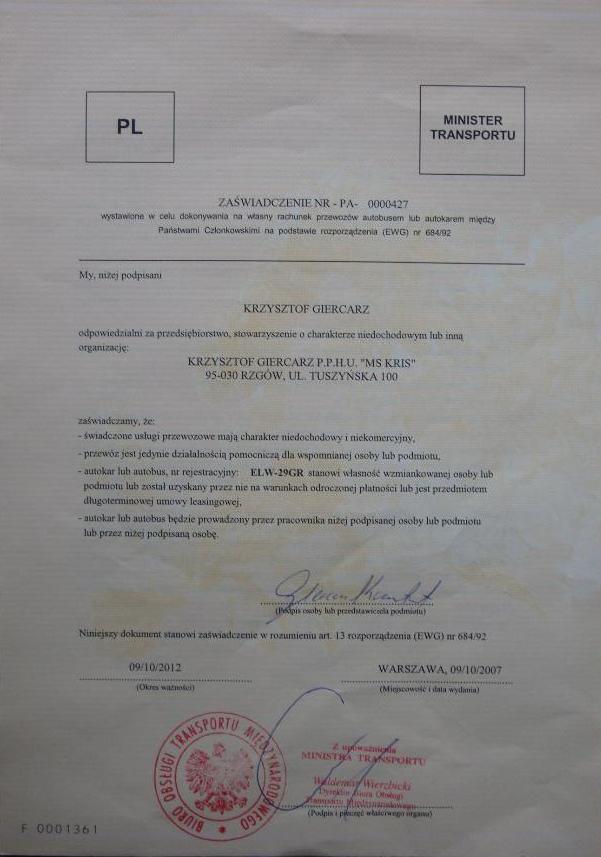 PL
MINISTER
TRANSPORTU
ZAŚWIADCZENIE NR - PA- 0000427
wystawione w celu dokonywania na własny rachunek przewozów autobusem lub autokarem między
Państwami Członkowskimi na podstawie rozporządzenia (EWG) nr 684/92
My, niżej podpisani
KRZYSZTOF GIERCARZ
odpowiedzialni za przedsiębiorstwo, stowarzyszenie o charakterze niedochodowym lub inną
organizację:
KRZYSZTOF GIERCARZ P.P.H.U. "MS KRIS"
95-030 RZGÓW, UL. TUSZYŃSKA 100
zaświadczamy, że:
- świadczone usługi przewozowe mają charakter niedochodowy i niekomercyjny,
- przewóz jest jedynie działalnością pomocniczą dla wspomnianej osoby lub podmiotu,
- autokar lub autobus, nr rejestracyjny: ELW-29GR stanowi własność wzmiankowanej osoby lub
podmiotu lub został uzyskany przez nie na warunkach odroczonej płatności lub jest przedmiotem
długoterminowej umowy leasingowej,
- autokar lub autobus będzie prowadzony przez pracownika niżej podpisanej osoby lub podmiotu
lub przez niżej podpisaną osobę.
(Podpis osoby lub przedstawiciela podmiotu)
Niniejszy dokument stanowi zaświadczenie w rozumieniu art. 13 rozporządzenia (EWG) nr 684/92
09/10/2012
(Okres ważności)
WARSZAWA, 09/10/2007
(Miejscowość i data wydania)
BIURO OBSŁUGI TRANSPORTU MIĘDZYNARODOWEGO
Z upoważnienia
MINISTRA TRANSPORTU
Waldemar Wierzbicki
Dyrektor Biura Obsługi
Transportu Międzynarodowego
(Podpis i pieczęć właściwego organu)
F 0001361